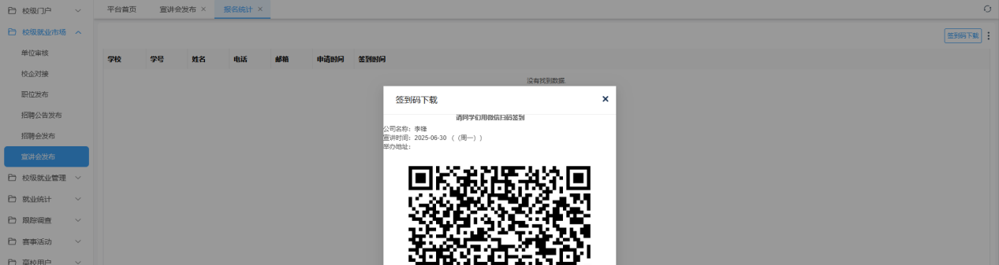 校级门户
平台首页 宣讲会发布 × 报名统计 ×
校级就业市场
签到码下载
单位审核
学校 学号 姓名 电话 邮箱 申请时间 签到时间
校企对接
没有找到数据
职位发布
签到码下载 ×
招聘公告发布
请同学们用微信扫码签到
公司名称：李锋
招聘会发布
宣讲时间：2025-06-30 （（周一））
举办地址：
宣讲会发布
校级就业管理
就业统计
跟踪调查
赛事活动
高校用户